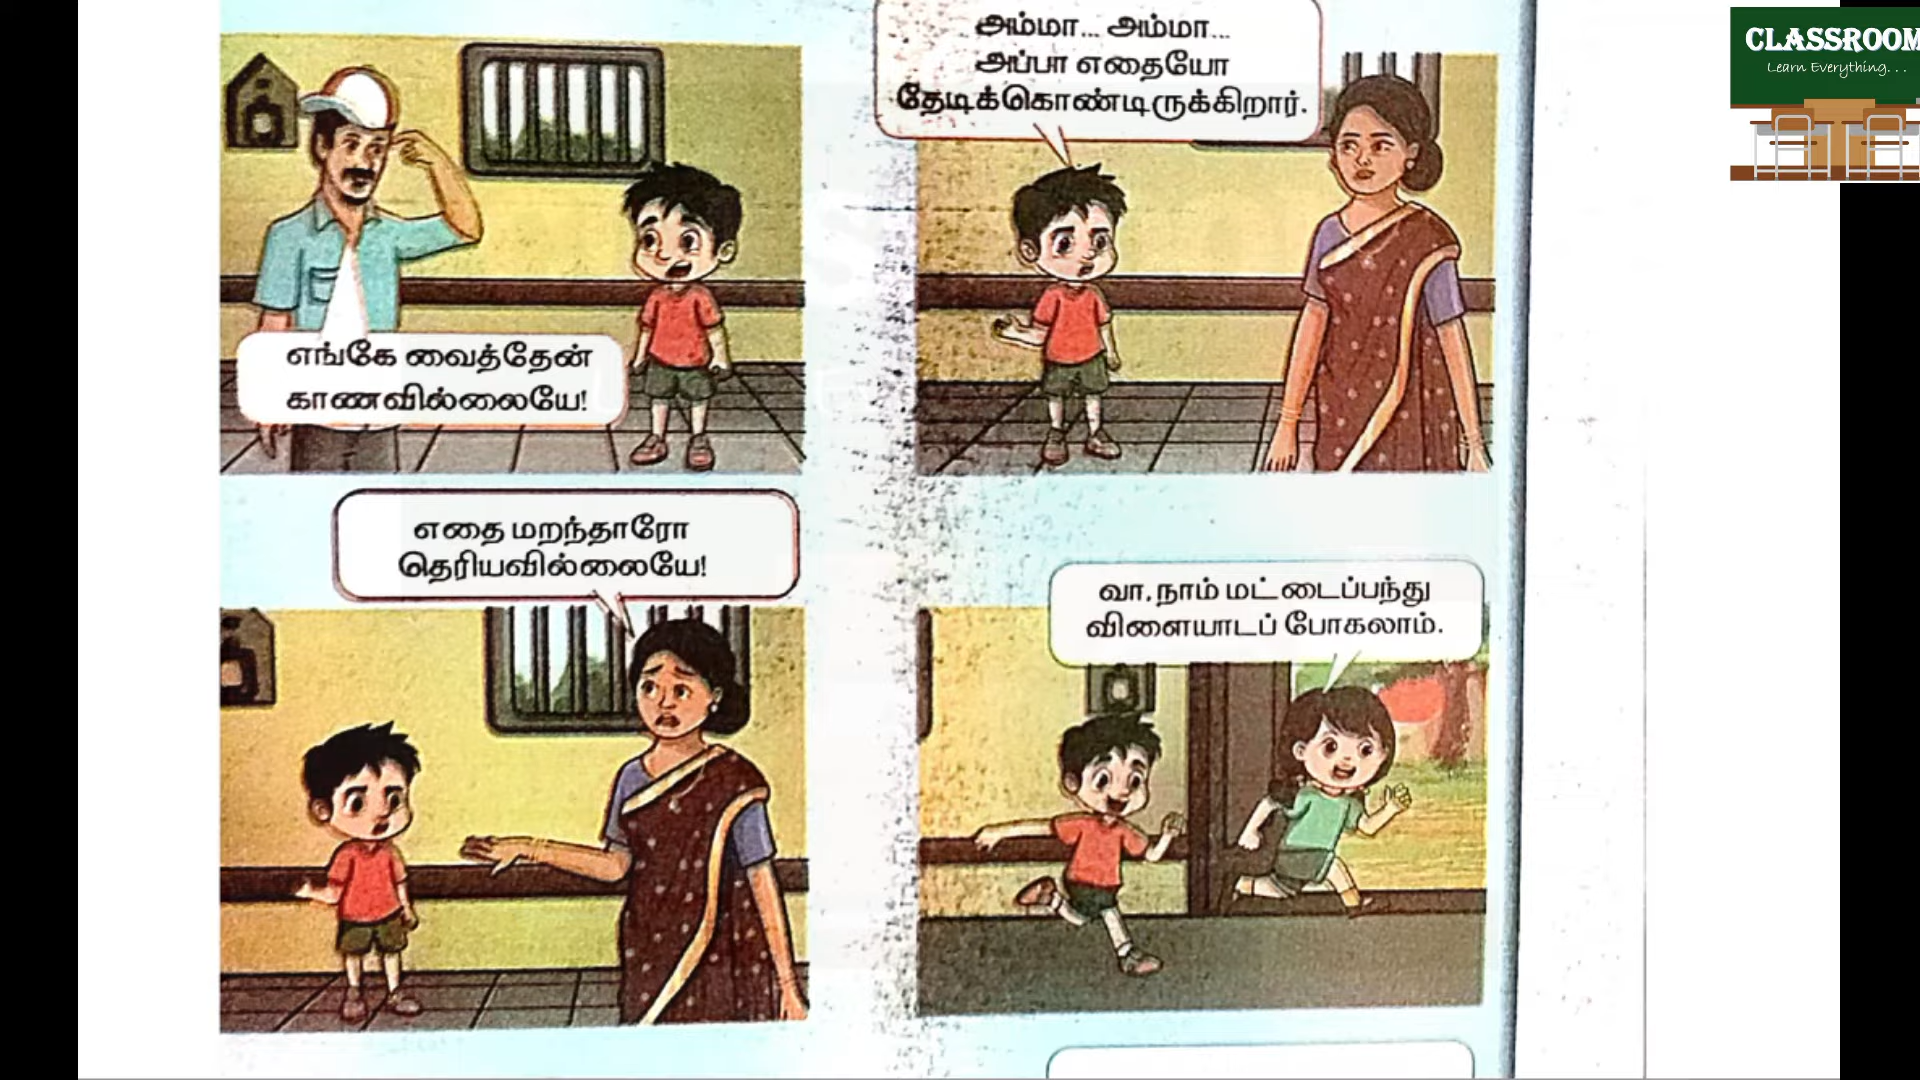 எங்கே வைத்தேன்
காணவில்லையே!
அம்மா... அம்மா...
அப்பா எதையோ
தேடிக்கொண்டிருக்கிறார்.
எதை மறந்தாரோ
தெரியவில்லையே!
வா, நாம் மட்டைப்பந்து
விளையாடப் போகலாம்.
CLASSROOM
Learn Everything...